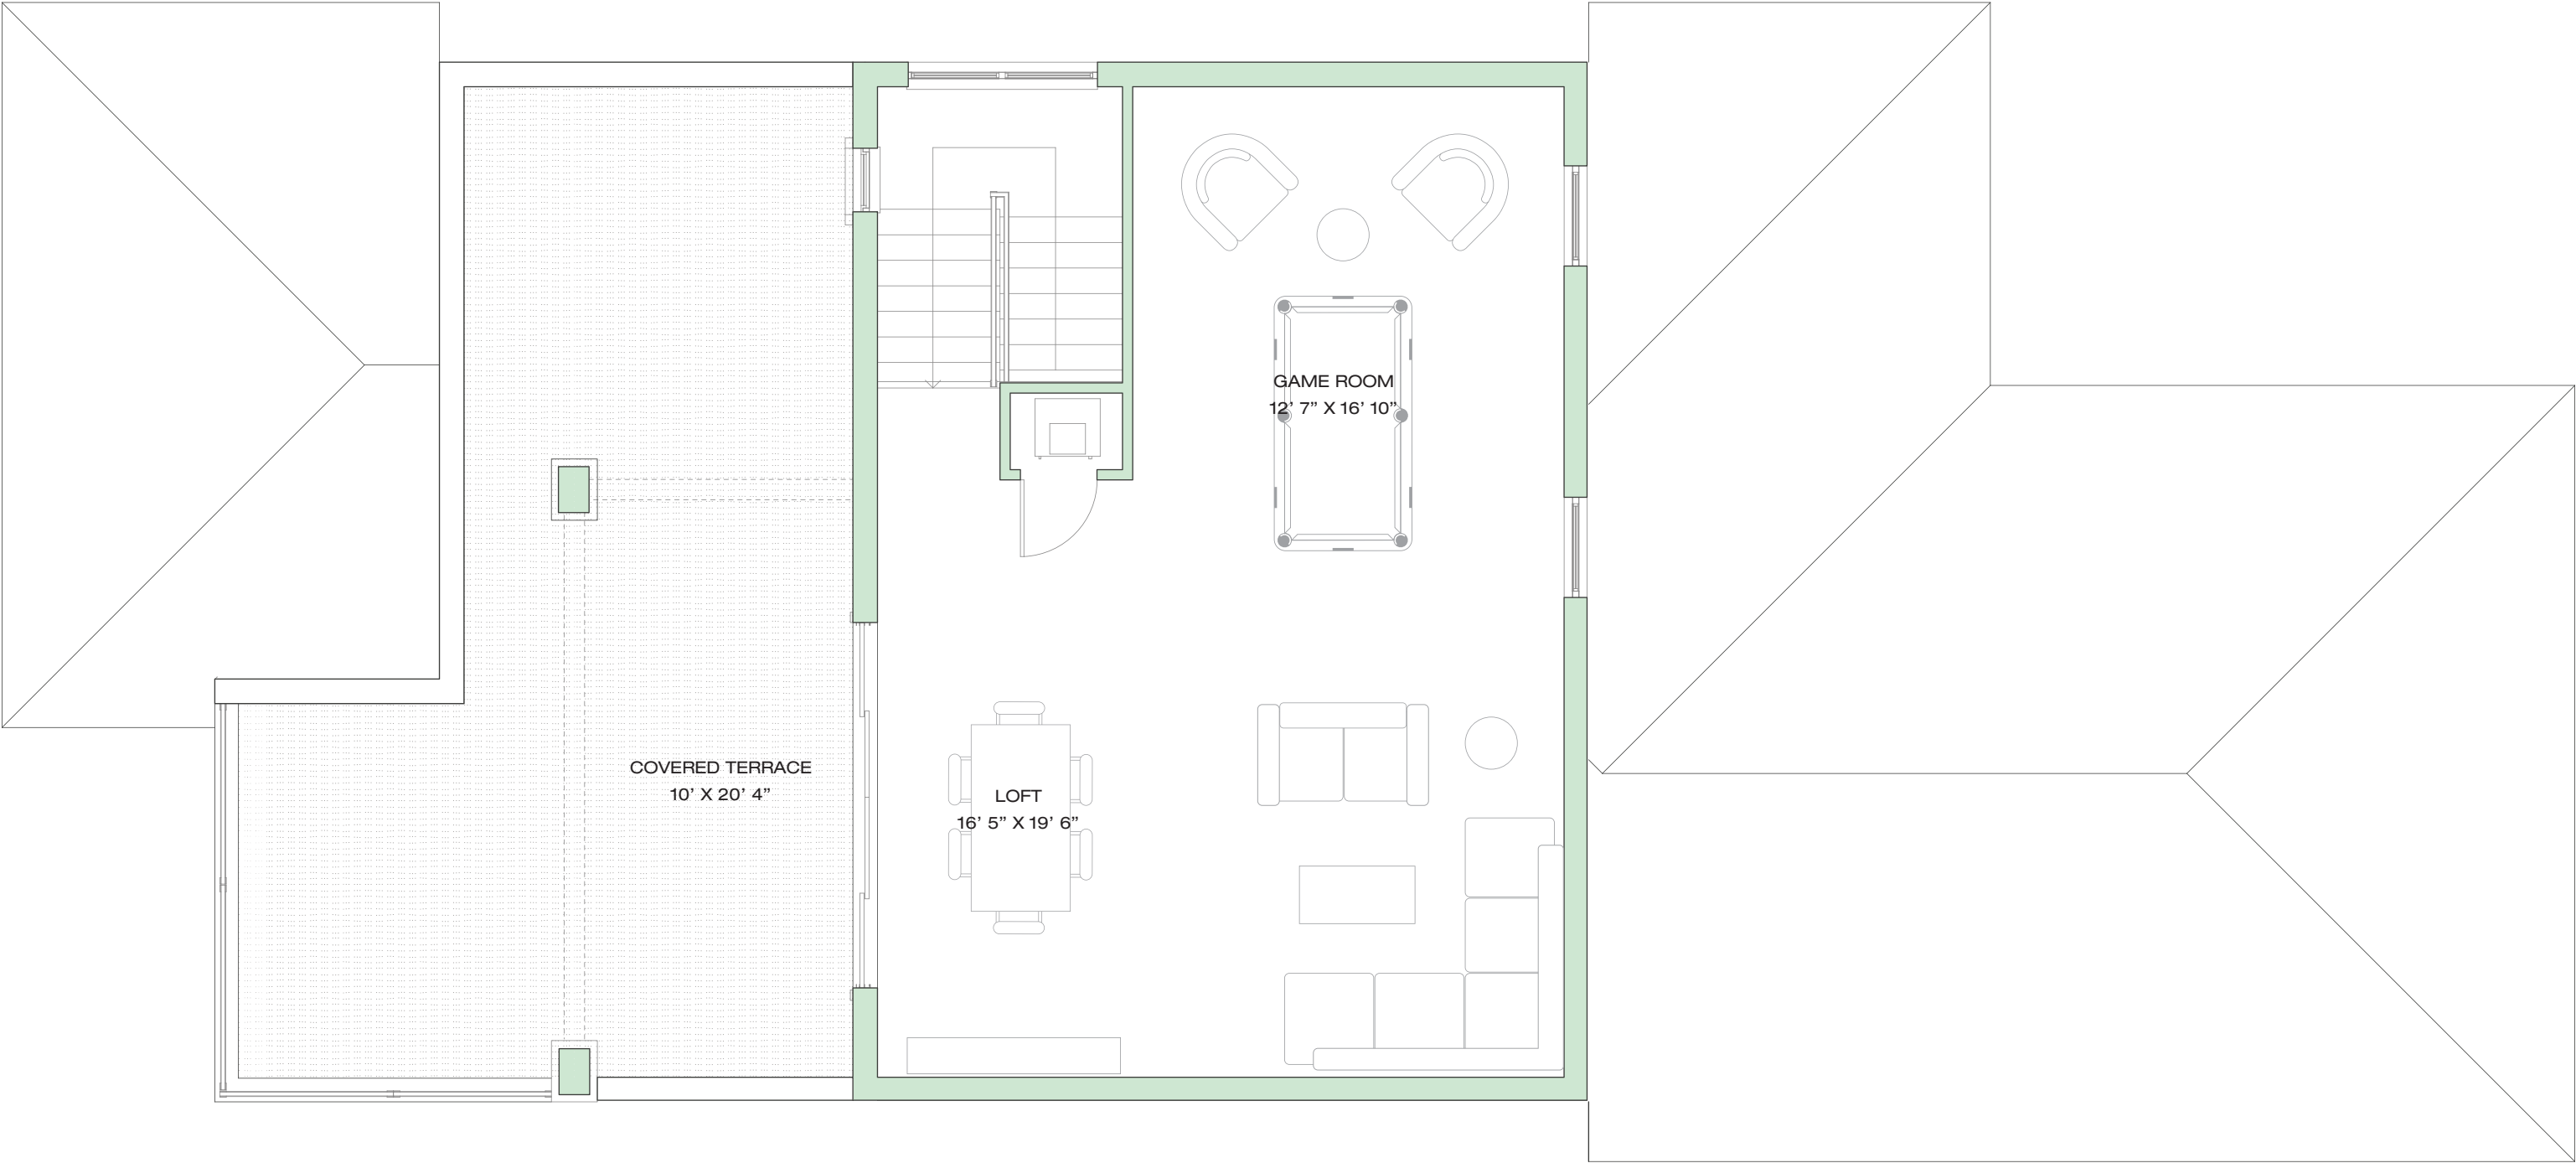 GAME ROOM
12’ 7” X 16’ 10”
COVERED TERRACE
10’ X 20’ 4”
LOFT
16’ 5” X 19’ 6”